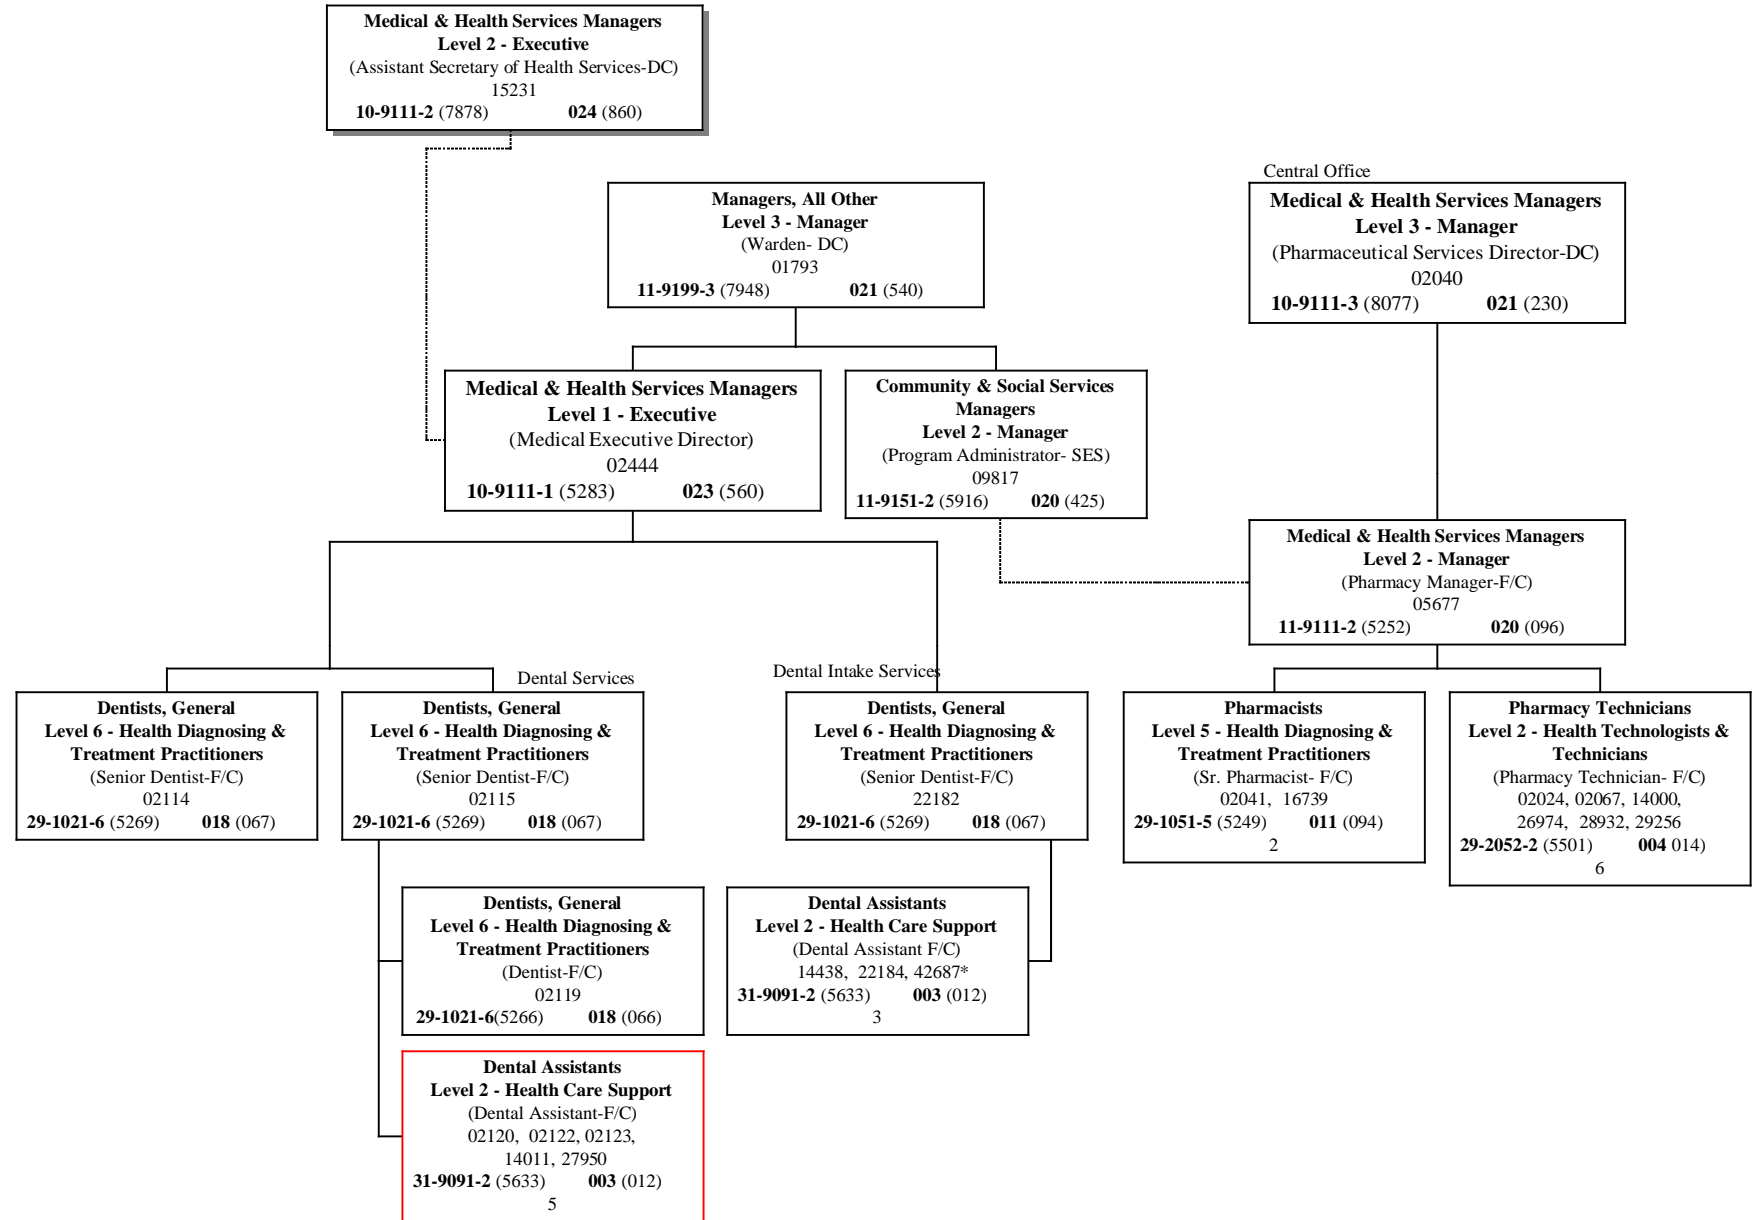 Medical & Health Services Managers
Level 2 - Executive
(Assistant Secretary of Health Services-DC)
15231
10-9111-2 (7878) 024 (860)
Managers, All Other
Level 3 - Manager
(Warden- DC)
01793
11-9199-3 (7948) 021 (540)
Central Office
Medical & Health Services Managers
Level 3 - Manager
(Pharmaceutical Services Director-DC)
02040
10-9111-3 (8077) 021 (230)
Medical & Health Services Managers
Level 1 - Executive
(Medical Executive Director)
02444
10-9111-1 (5283) 023 (560)
Community & Social Services
Managers
Level 2 - Manager
(Program Administrator- SES)
09817
11-9151-2 (5916) 020 (425)
Medical & Health Services Managers
Level 2 - Manager
(Pharmacy Manager-F/C)
05677
11-9111-2 (5252) 020 (096)
Dentists, General
Level 6 - Health Diagnosing &
Treatment Practitioners
(Senior Dentist-F/C)
02114
29-1021-6 (5269) 018 (067)
Dental Services
Dentists, General
Level 6 - Health Diagnosing &
Treatment Practitioners
(Senior Dentist-F/C)
02115
29-1021-6 (5269) 018 (067)
Dental Intake Services
Dentists, General
Level 6 - Health Diagnosing &
Treatment Practitioners
(Senior Dentist-F/C)
22182
29-1021-6 (5269) 018 (067)
Pharmacists
Level 5 - Health Diagnosing &
Treatment Practitioners
(Sr. Pharmacist- F/C)
02041, 16739
29-1051-5 (5249) 011 (094)
2
Pharmacy Technicians
Level 2 - Health Technologists &
Technicians
(Pharmacy Technician- F/C)
02024, 02067, 14000,
26974, 28932, 29256
29-2052-2 (5501) 004 014)
6
Dentists, General
Level 6 - Health Diagnosing &
Treatment Practitioners
(Dentist-F/C)
02119
29-1021-6(5266) 018 (066)
Dental Assistants
Level 2 - Health Care Support
(Dental Assistant F/C)
14438, 22184, 42687*
31-9091-2 (5633) 003 (012)
3
Dental Assistants
Level 2 - Health Care Support
(Dental Assistant-F/C)
02120, 02122, 02123,
14011, 27950
31-9091-2 (5633) 003 (012)
5